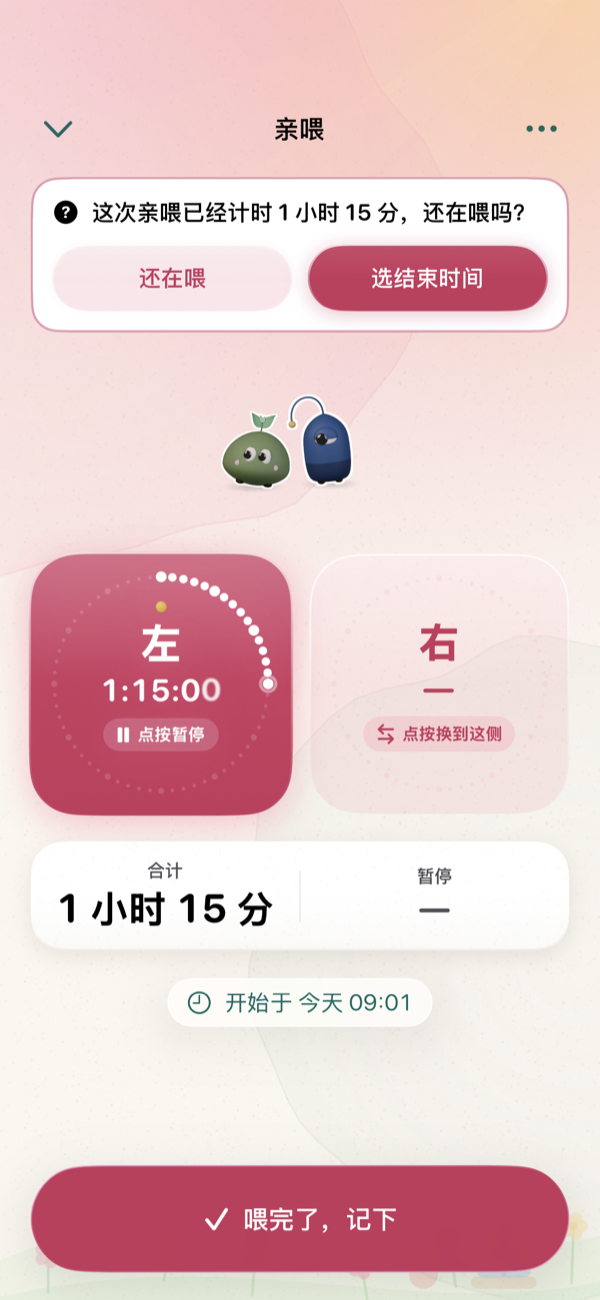 亲喂
这次亲喂已经计时 1 小时 15 分，还在喂吗？
还在喂
选结束时间
左
1:15:00
点按暂停
右
点按换到这侧
合计
1 小时 15 分
暂停
开始于 今天 09:01
喂完了，记下